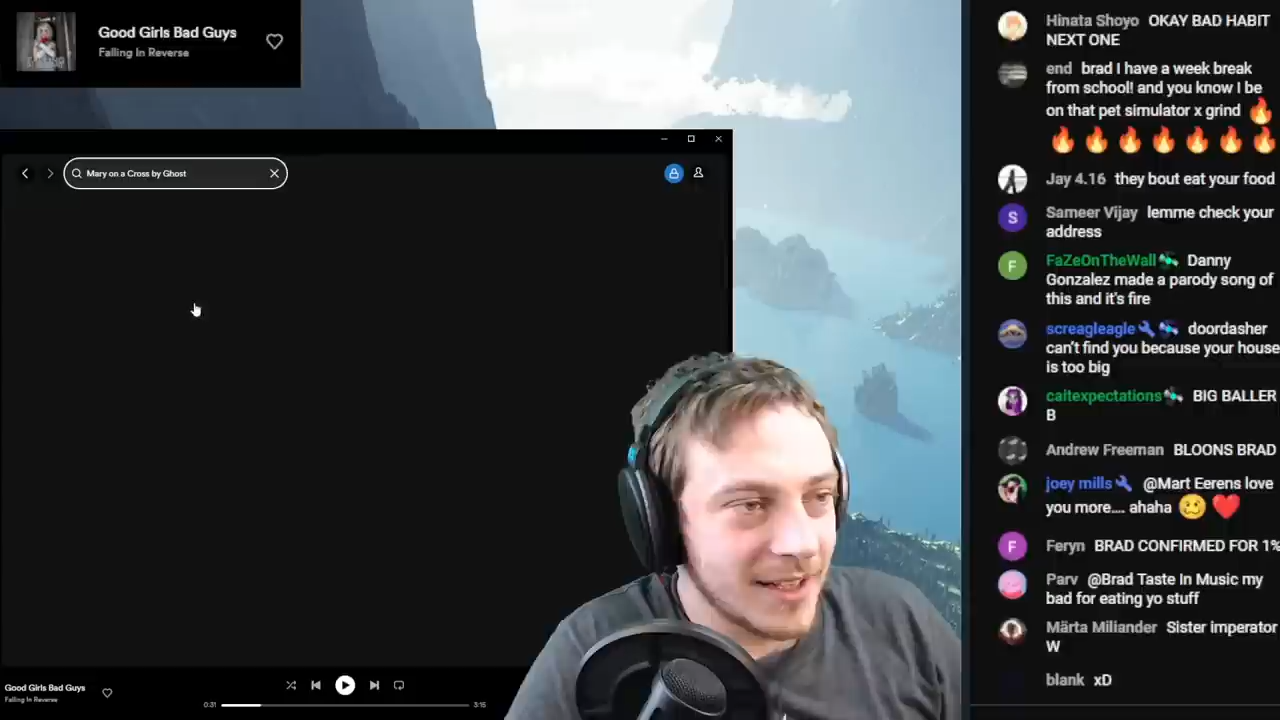 Good Girls Bad Guys
Falling In Reverse
Mary on a Cross by Ghost
Good Girls Bad Guys
Falling In Reverse
0:31
3:15
Hinata Shoyo OKAY BAD HABIT
NEXT ONE
end brad I have a week break
from school! and you know I be
on that pet simulator x grind 🔥
🔥🔥🔥🔥🔥🔥🔥
Jay 4.16 they bout eat your food
S
Sameer Vijay lemme check your
address
F
FaZeOnTheWall Danny
Gonzalez made a parody song of
this and it's fire
screagleagle doordasher
can't find you because your house
is too big
caitexpectations BIG BALLER
B
Andrew Freeman BLOONS BRAD
joey mills @Mart Eerens love
you more.... ahaha 🥴 ❤️
F
Feryn BRAD CONFIRMED FOR 1%
Parv @Brad Taste In Music my
bad for eating yo stuff
Märta Miliander Sister imperator
W
blank xD